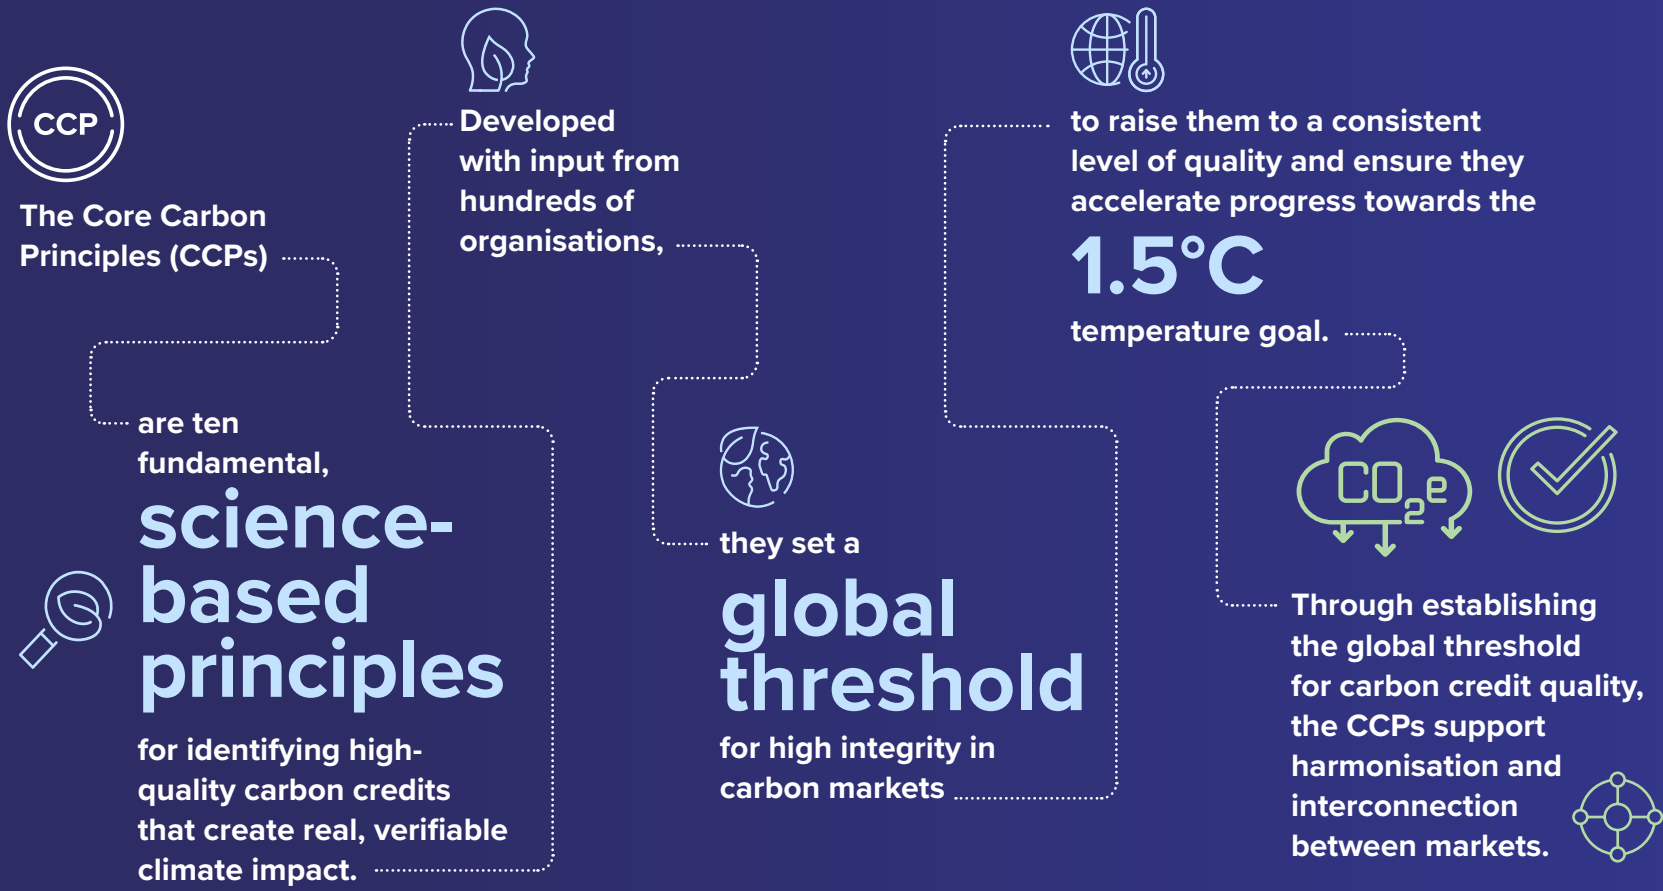 CCP
The Core Carbon
Principles (CCPs)
are ten
fundamental,
science-
based
principles
for identifying high-
quality carbon credits
that create real, verifiable
climate impact.
Developed
with input from
hundreds of
organisations,
they set a
global
threshold
for high integrity in
carbon markets
to raise them to a consistent
level of quality and ensure they
accelerate progress towards the
1.5°C
temperature goal.
CO2e
Through establishing
the global threshold
for carbon credit quality,
the CCPs support
harmonisation and
interconnection
between markets.